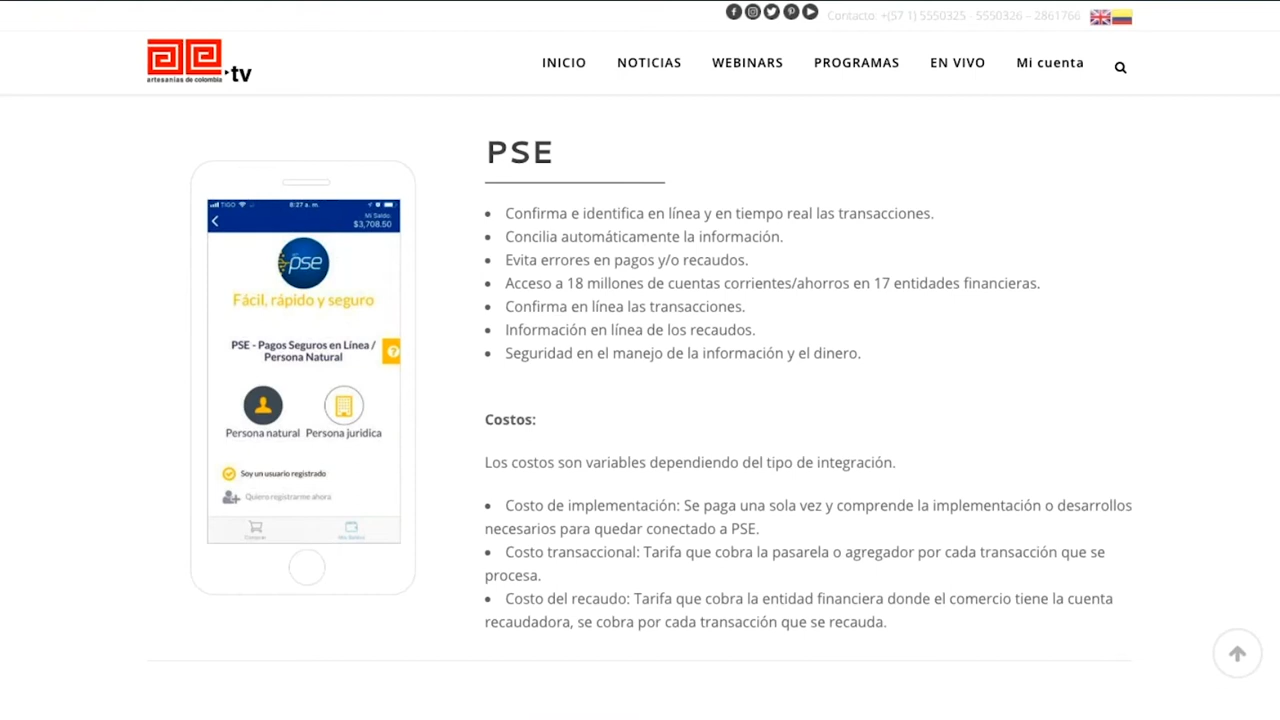 Contacto: +(57 1) 5550325 - 5550326 – 2861766
artesanías de colombia
tv
INICIO
NOTICIAS
WEBINARS
PROGRAMAS
EN VIVO
Mi cuenta
TIGO
8:27 a. m.
Mi Saldo:
$3,708.50
pse
Fácil, rápido y seguro
PSE - Pagos Seguros en Línea /
Persona Natural
?
Persona natural
Persona jurídica
Soy un usuario registrado
Quiero registrarme ahora
PSE
• Confirma e identifica en línea y en tiempo real las transacciones.
• Concilia automáticamente la información.
• Evita errores en pagos y/o recaudos.
• Acceso a 18 millones de cuentas corrientes/ahorros en 17 entidades financieras.
• Confirma en línea las transacciones.
• Información en línea de los recaudos.
• Seguridad en el manejo de la información y el dinero.
Costos:
Los costos son variables dependiendo del tipo de integración.
• Costo de implementación: Se paga una sola vez y comprende la implementación o desarrollos
necesarios para quedar conectado a PSE.
• Costo transaccional: Tarifa que cobra la pasarela o agregador por cada transacción que se
procesa.
• Costo del recaudo: Tarifa que cobra la entidad financiera donde el comercio tiene la cuenta
recaudadora, se cobra por cada transacción que se recauda.